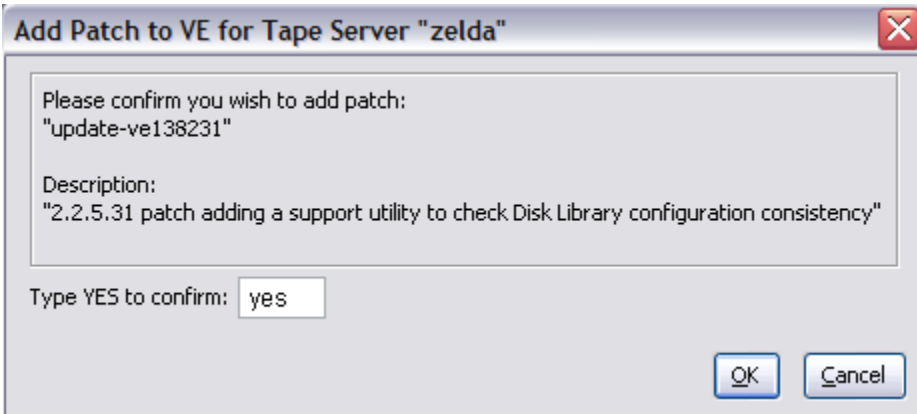 Add Patch to VE for Tape Server "zelda"
Please confirm you wish to add patch:
"update-ve138231"
Description:
"2.2.5.31 patch adding a support utility to check Disk Library configuration consistency"
Type YES to confirm: yes
OK Cancel